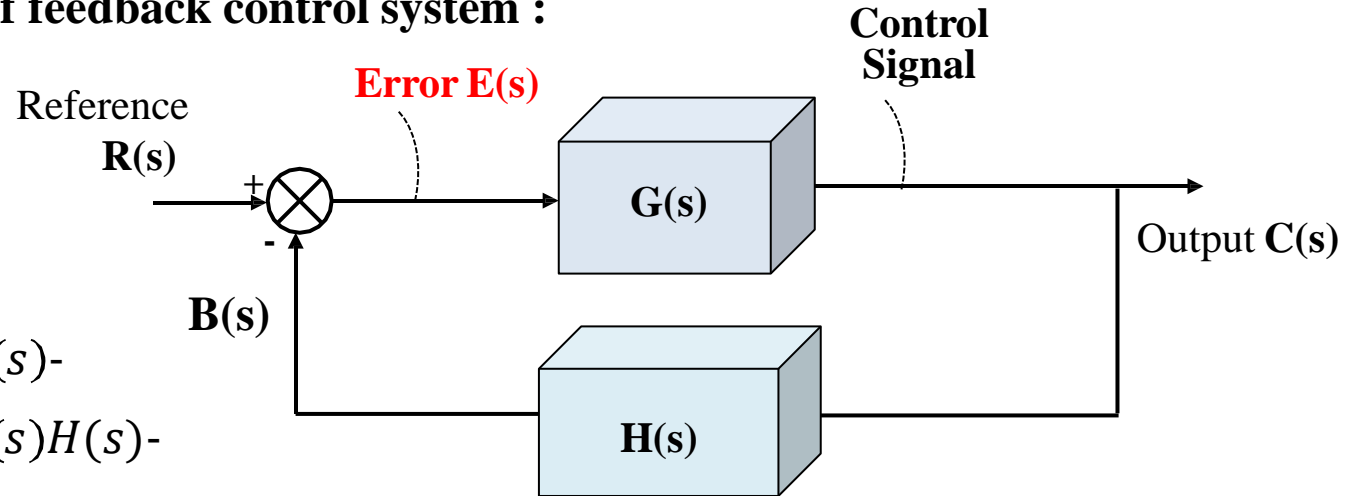 f feedback control system :
Control
Signal
Error E(s)
Reference
R(s)
+
-
G(s)
Output C(s)
B(s)
(s)-
(s)H(s)-
H(s)